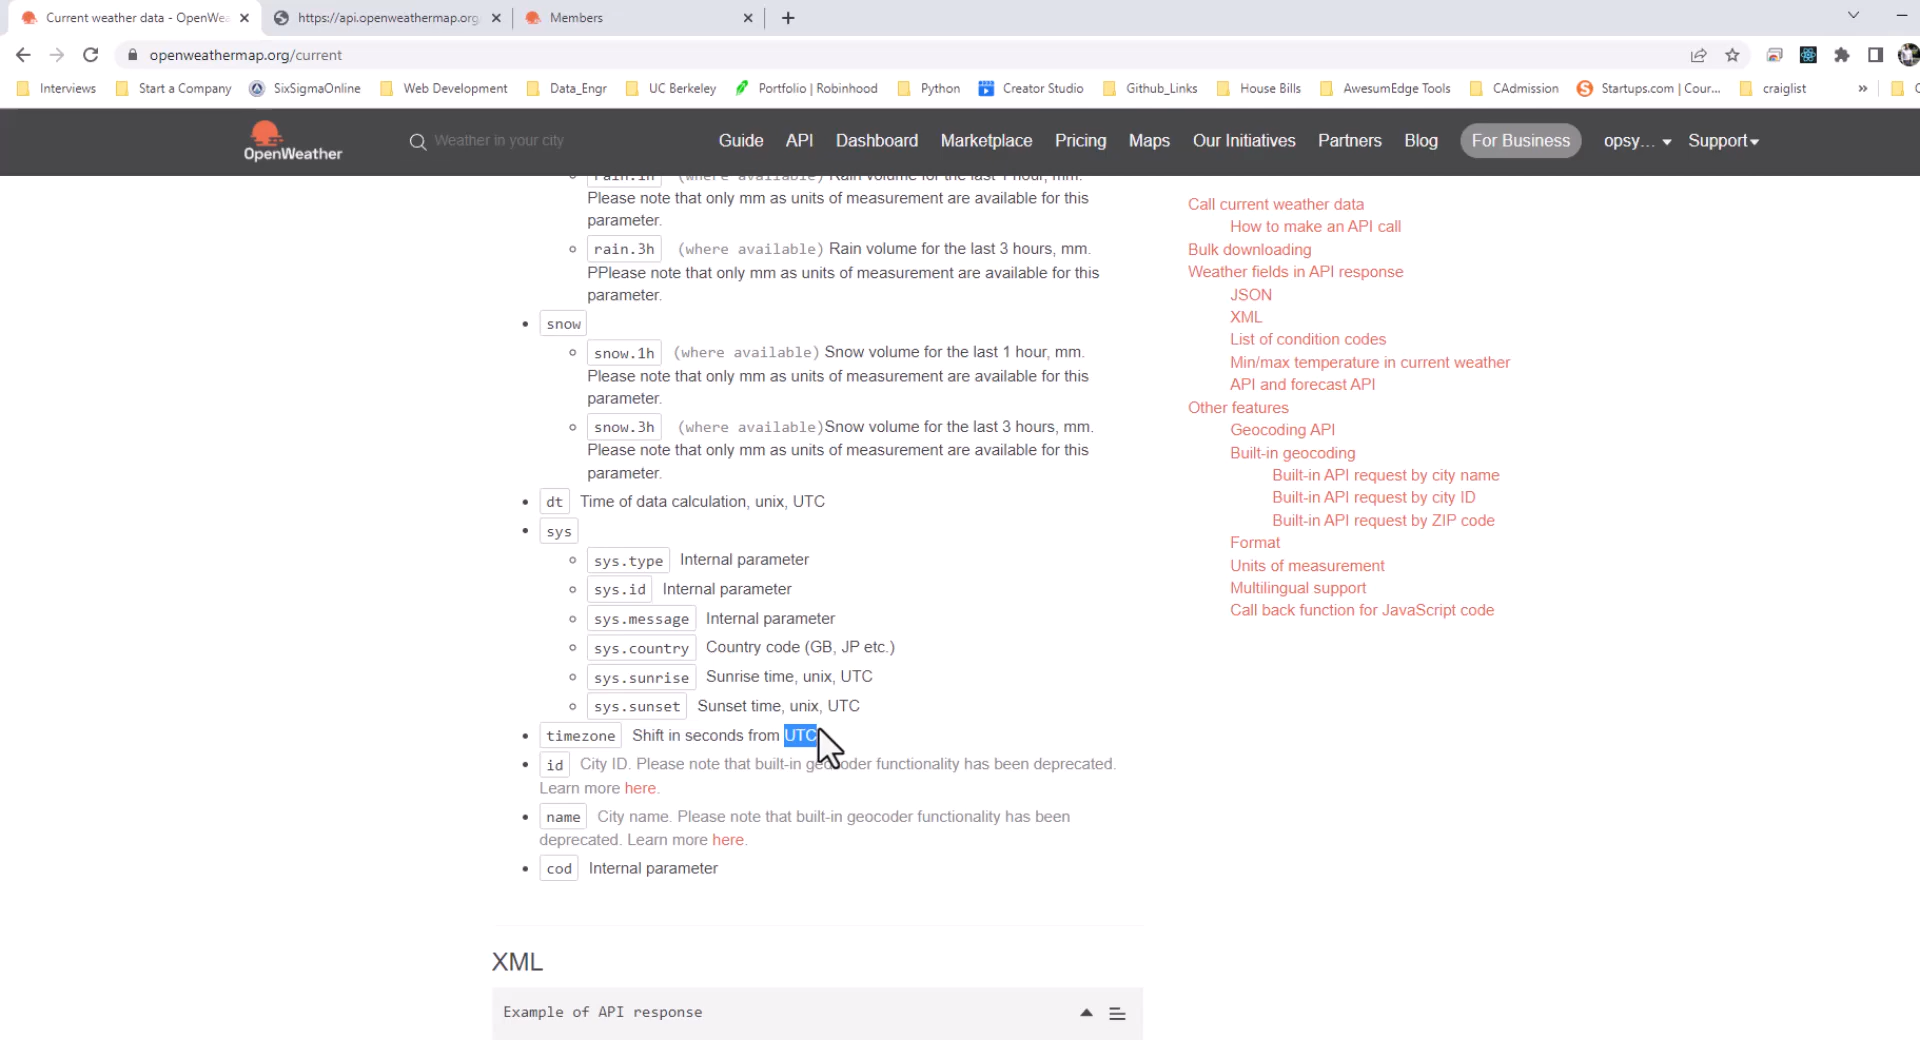 Current weather data - OpenWea
https://api.openweathermap.org
Members
openweathermap.org/current
Interviews
Start a Company
SixSigmaOnline
Web Development
Data_Engr
UC Berkeley
Portfolio | Robinhood
Python
Creator Studio
Github_Links
House Bills
AwesumEdge Tools
CAdmission
Startups.com | Cour...
craiglist
»
OpenWeather
Weather in your city
Guide
API
Dashboard
Marketplace
Pricing
Maps
Our Initiatives
Partners
Blog
For Business
opsy...
Support
rain.1h (where available) Rain volume for the last 1 hour, mm.
Please note that only mm as units of measurement are available for this
parameter.
rain.3h (where available) Rain volume for the last 3 hours, mm.
PPlease note that only mm as units of measurement are available for this
parameter.
snow
snow.1h (where available) Snow volume for the last 1 hour, mm.
Please note that only mm as units of measurement are available for this
parameter.
snow.3h (where available)Snow volume for the last 3 hours, mm.
Please note that only mm as units of measurement are available for this
parameter.
dt Time of data calculation, unix, UTC
sys
sys.type Internal parameter
sys.id Internal parameter
sys.message Internal parameter
sys.country Country code (GB, JP etc.)
sys.sunrise Sunrise time, unix, UTC
sys.sunset Sunset time, unix, UTC
timezone Shift in seconds from UTC
id City ID. Please note that built-in geocoder functionality has been deprecated.
Learn more here.
name City name. Please note that built-in geocoder functionality has been
deprecated. Learn more here.
cod Internal parameter
XML
Example of API response
Call current weather data
How to make an API call
Bulk downloading
Weather fields in API response
JSON
XML
List of condition codes
Min/max temperature in current weather
API and forecast API
Other features
Geocoding API
Built-in geocoding
Built-in API request by city name
Built-in API request by city ID
Built-in API request by ZIP code
Format
Units of measurement
Multilingual support
Call back function for JavaScript code